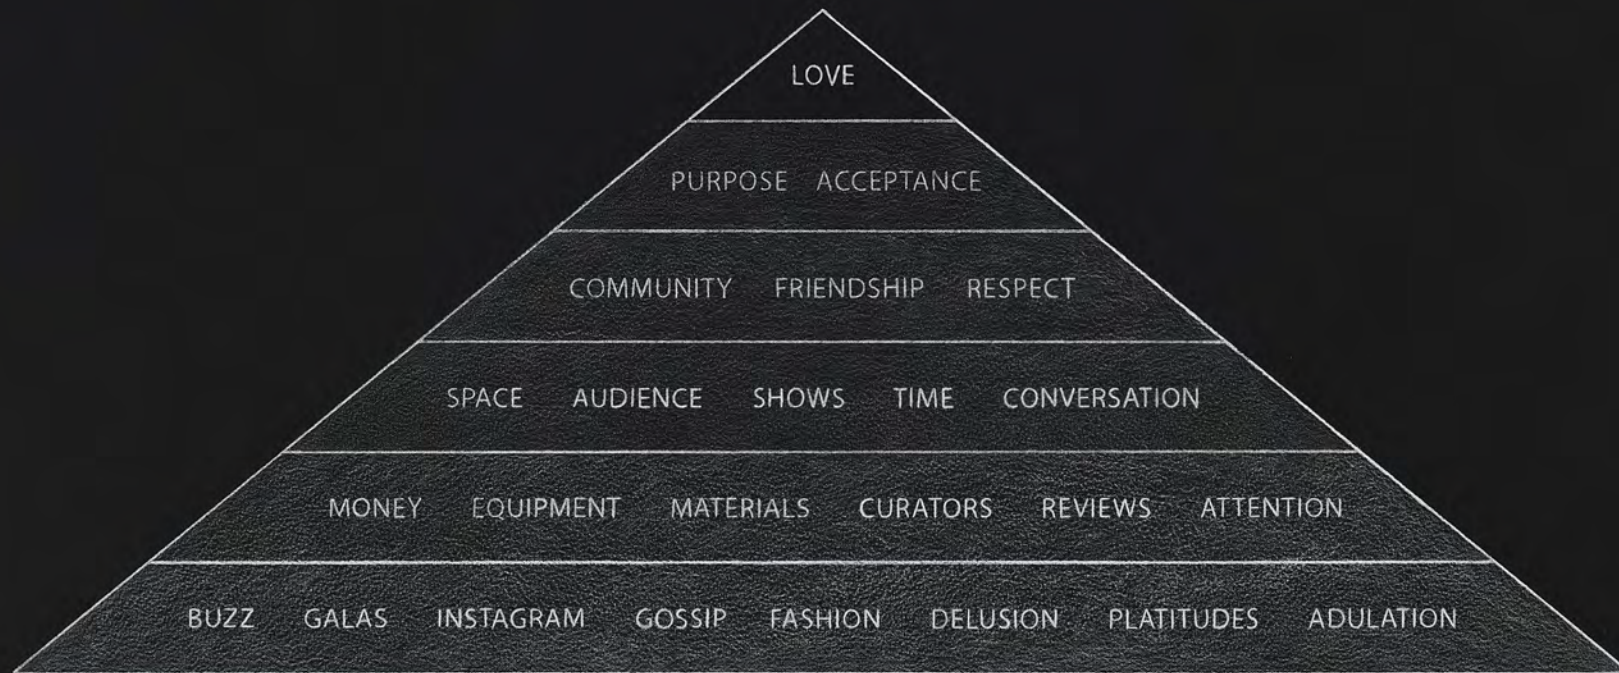 LOVE
PURPOSE ACCEPTANCE
COMMUNITY FRIENDSHIP RESPECT
SPACE AUDIENCE SHOWS TIME CONVERSATION
MONEY EQUIPMENT MATERIALS CURATORS REVIEWS ATTENTION
BUZZ GALAS INSTAGRAM GOSSIP FASHION DELUSION PLATITUDES ADULATION